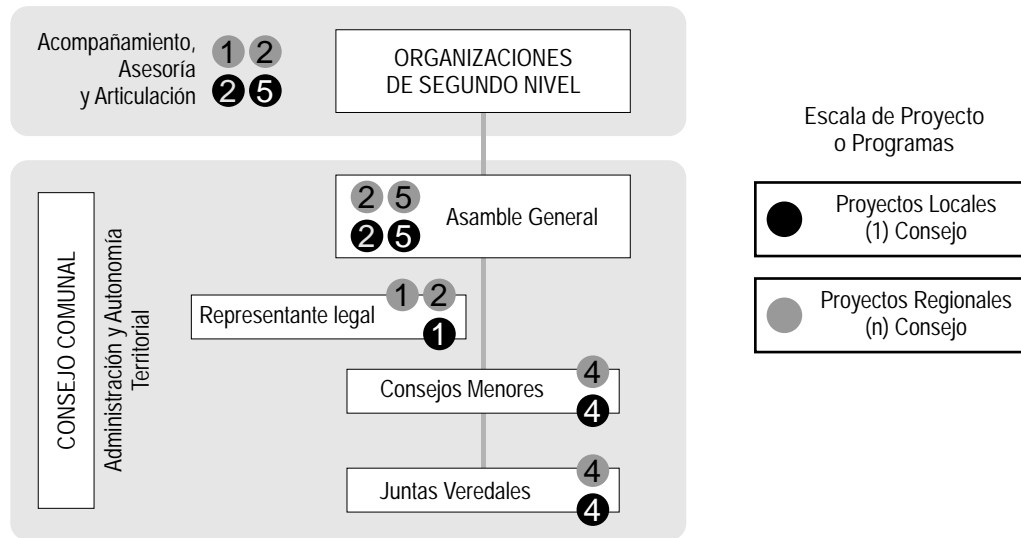 Acompañamiento,
Asesoría
y Articulación
1 2
2 5
ORGANIZACIONES
DE SEGUNDO NIVEL
CONSEJO COMUNAL
Administración y Autonomía
Territorial
2 5
2 5
Asamble General
Representante legal
1 2
1
Consejos Menores
4
4
Juntas Veredales
4
4
Escala de Proyecto
o Programas
Proyectos Locales
(1) Consejo
Proyectos Regionales
(n) Consejo